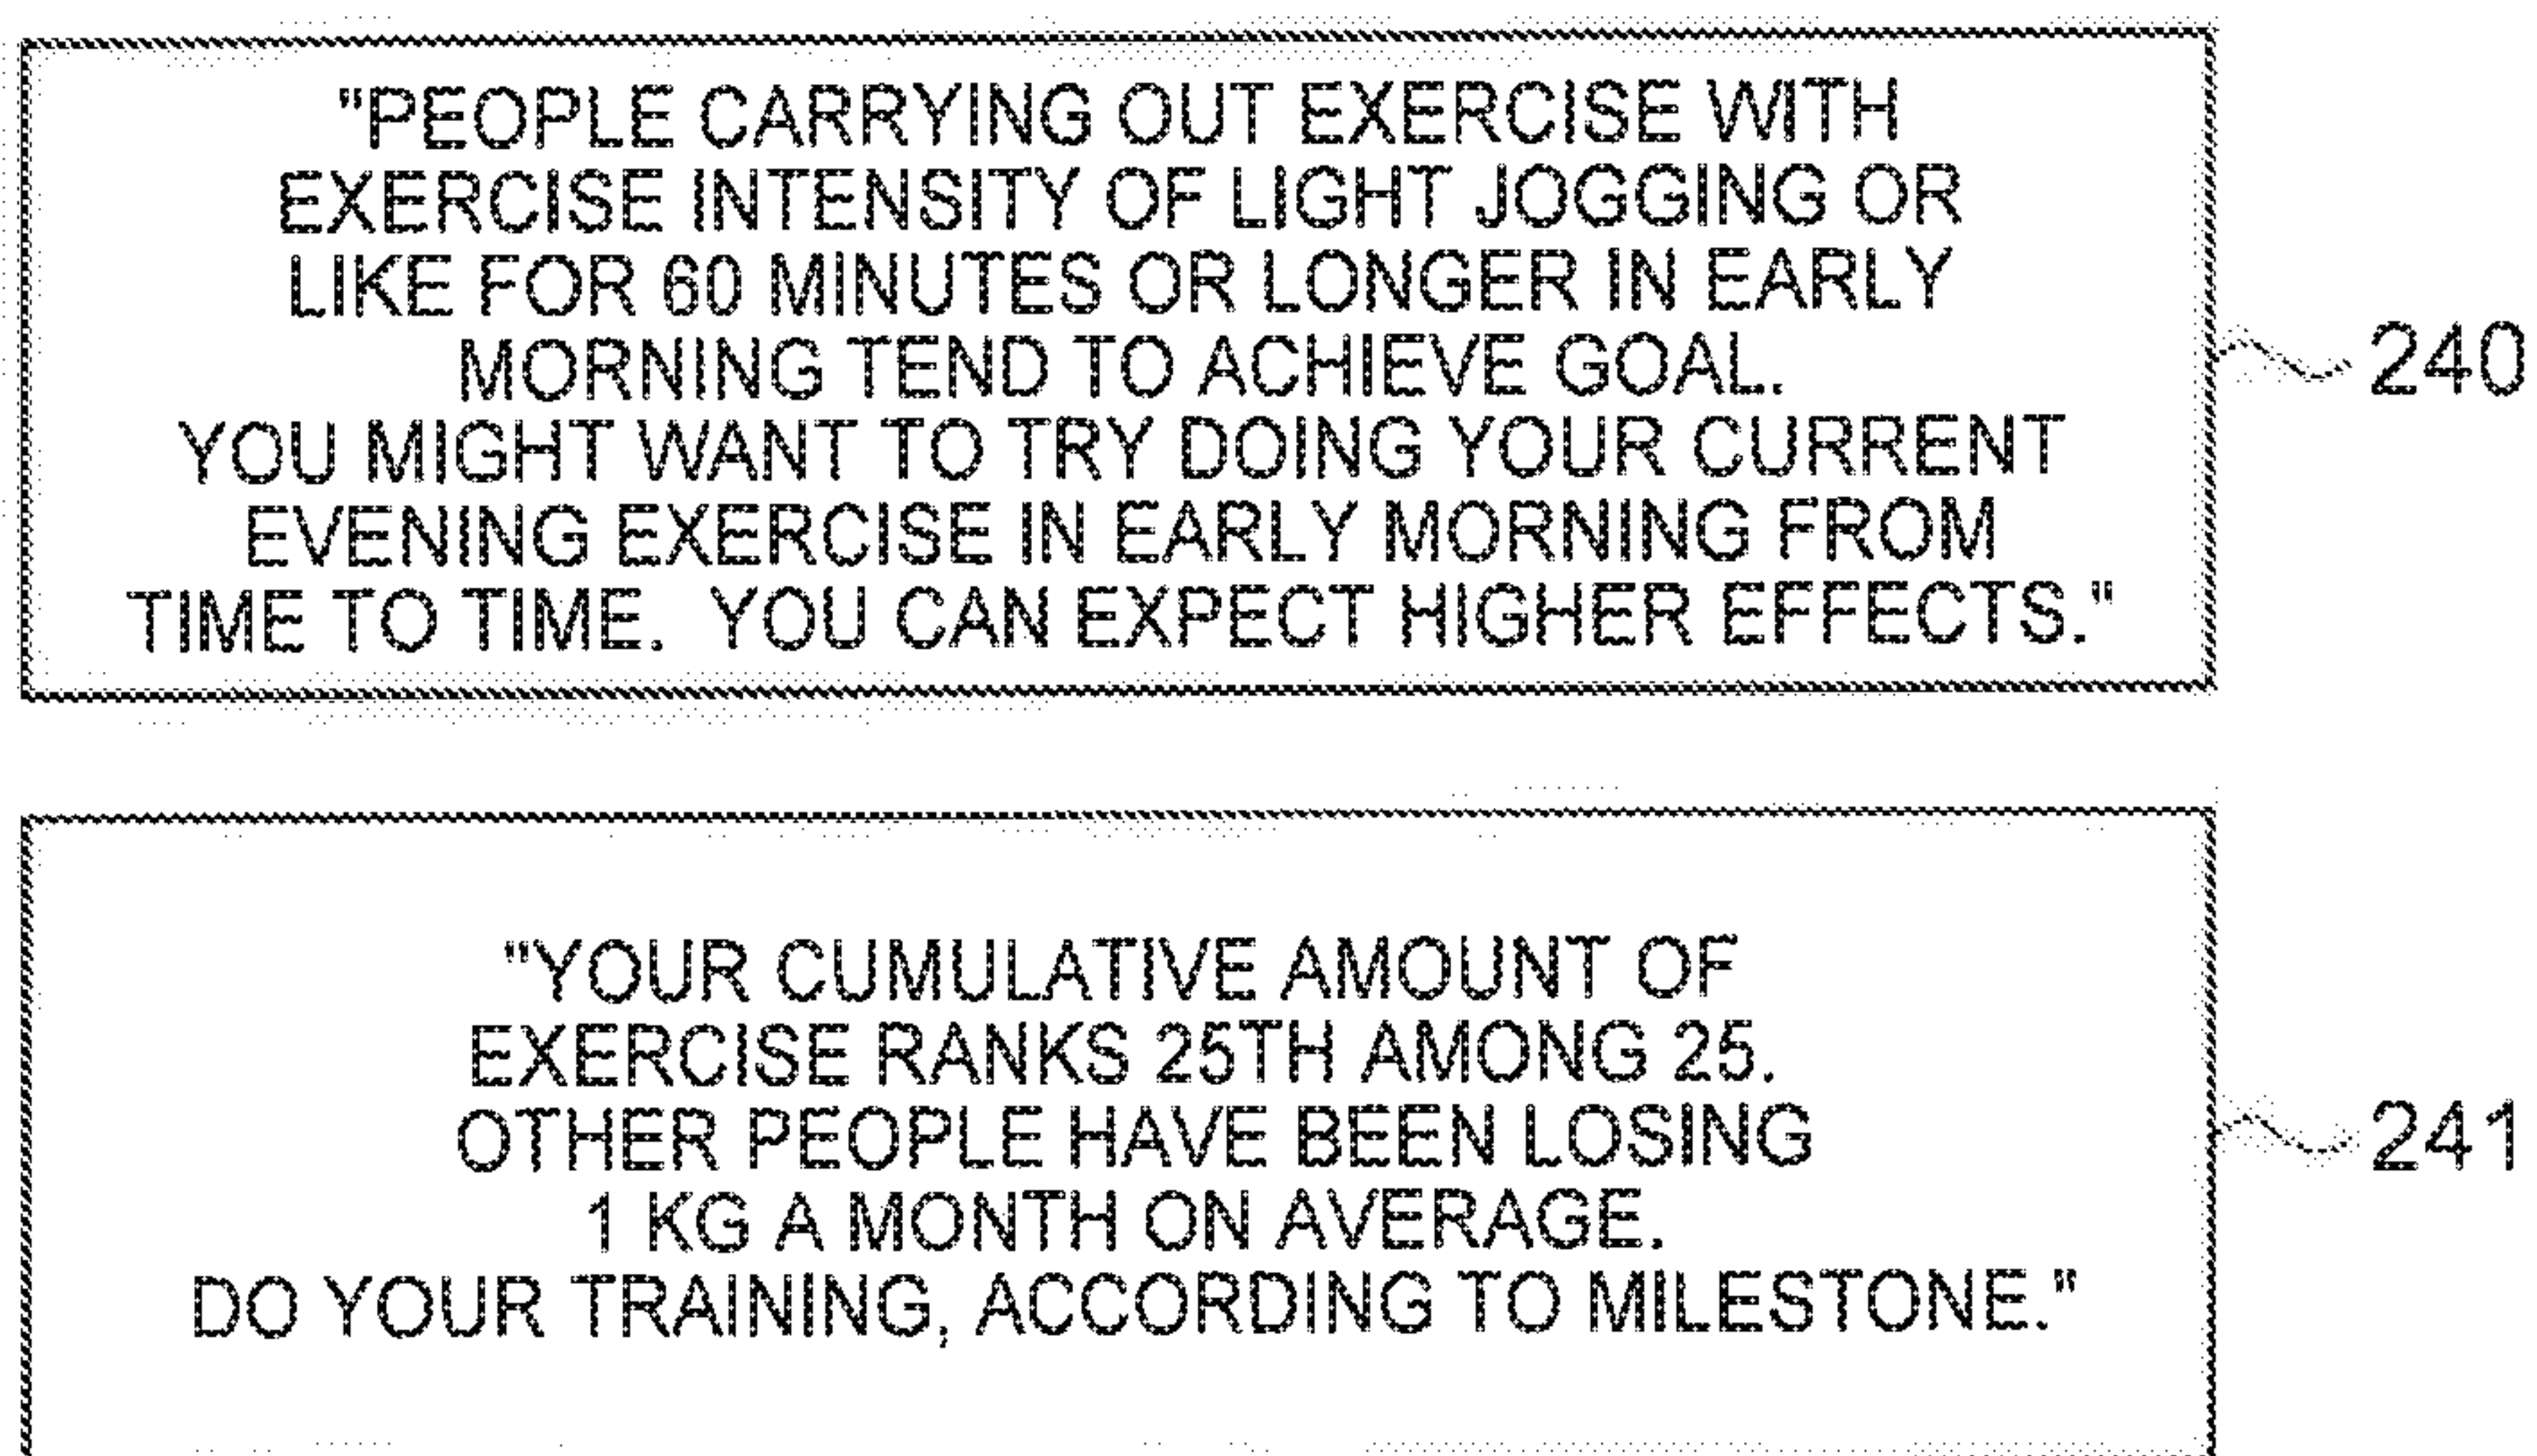 "PEOPLE CARRYING OUT EXERCISE WITH
EXERCISE INTENSITY OF LIGHT JOGGING OR
LIKE FOR 60 MINUTES OR LONGER IN EARLY
MORNING TEND TO ACHIEVE GOAL.
YOU MIGHT WANT TO TRY DOING YOUR CURRENT
EVENING EXERCISE IN EARLY MORNING FROM
TIME TO TIME. YOU CAN EXPECT HIGHER EFFECTS."
240
"YOUR CUMULATIVE AMOUNT OF
EXERCISE RANKS 25TH AMONG 25.
OTHER PEOPLE HAVE BEEN LOSING
1 KG A MONTH ON AVERAGE.
DO YOUR TRAINING, ACCORDING TO MILESTONE."
241